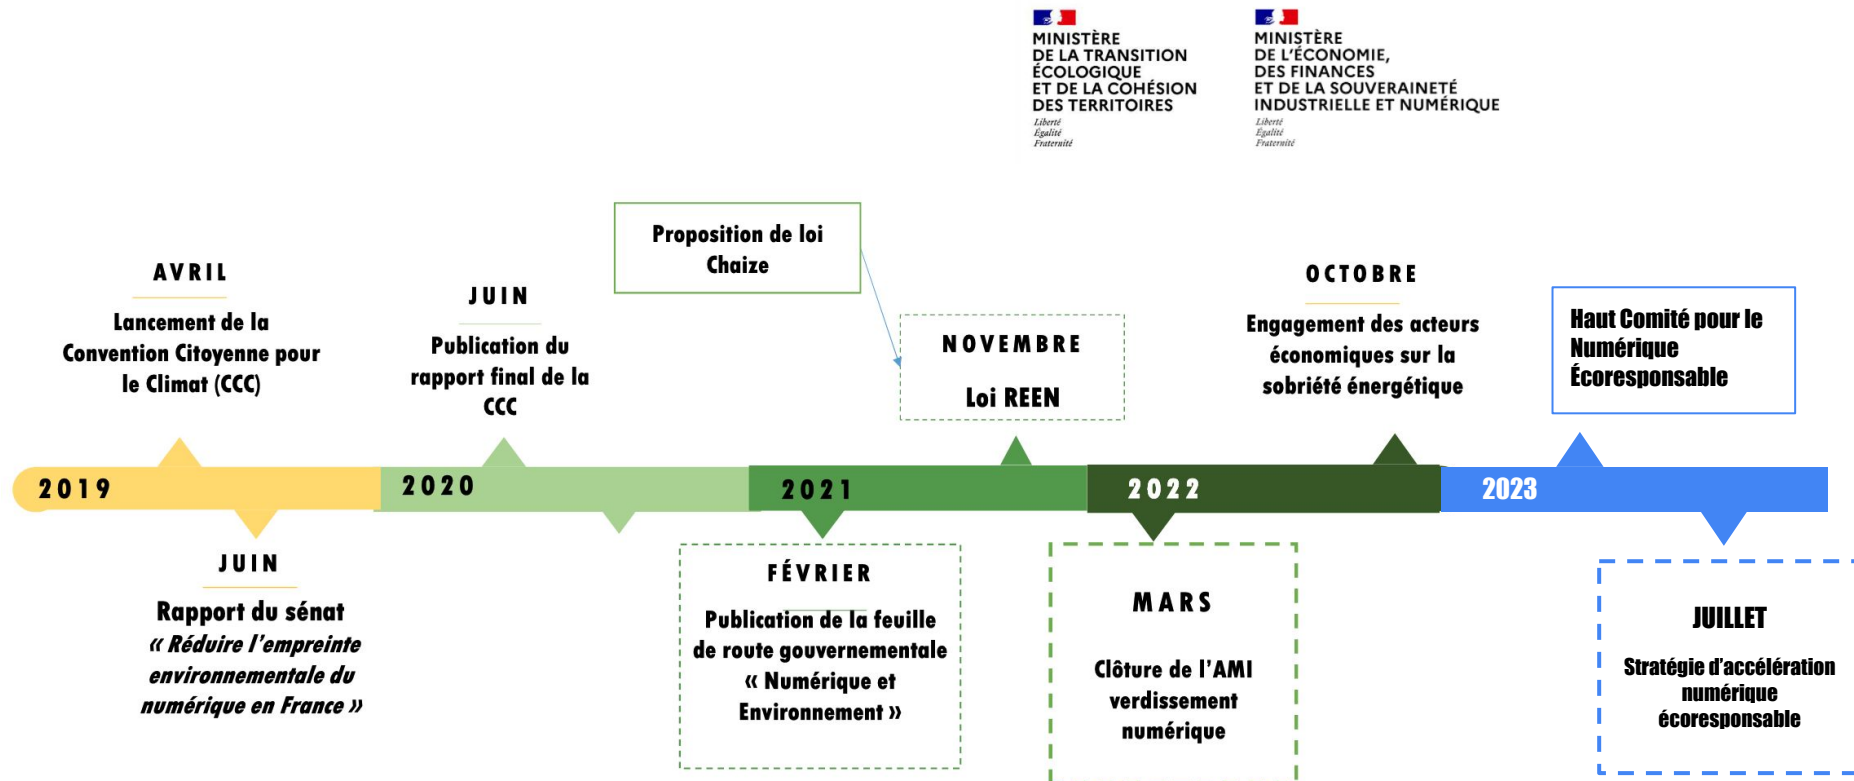 MINISTÈRE
DE LA TRANSITION
ÉCOLOGIQUE
ET DE LA COHÉSION
DES TERRITOIRES
Liberté
Égalité
Fraternité
MINISTÈRE
DE L'ÉCONOMIE,
DES FINANCES
ET DE LA SOUVERAINETÉ
INDUSTRIELLE ET NUMÉRIQUE
Liberté
Égalité
Fraternité
AVRIL
Lancement de la
Convention Citoyenne pour
le Climat (CCC)
JUIN
Publication du
rapport final de la
CCC
Proposition de loi
Chaize
NOVEMBRE
Loi REEN
OCTOBRE
Engagement des acteurs
économiques sur la
sobriété énergétique
Haut Comité pour le
Numérique
Écoresponsable
2019
2020
2021
2022
2023
JUIN
Rapport du sénat
« Réduire l'empreinte
environnementale du
numérique en France »
FÉVRIER
Publication de la feuille
de route gouvernementale
« Numérique et
Environnement »
MARS
Clôture de l'AMI
verdissement
numérique
JUILLET
Stratégie d'accélération
numérique
écoresponsable